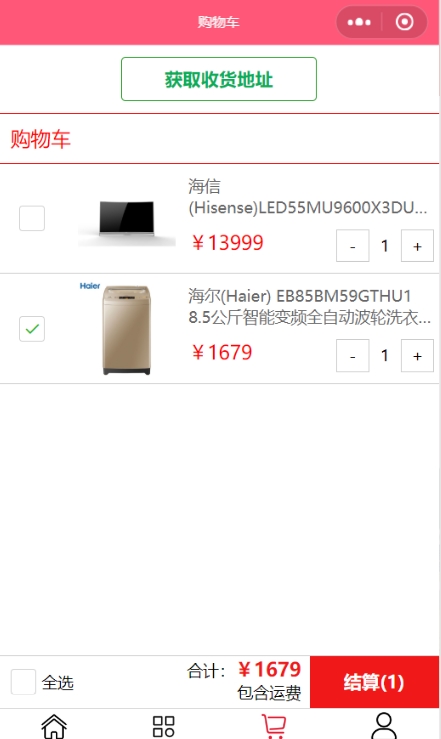 购物车
获取收货地址
购物车
海信
(Hisense)LED55MU9600X3DU...
￥13999
- 1 +
Haier
海尔(Haier) EB85BM59GTHU1
8.5公斤智能变频全自动波轮洗衣...
￥1679
- 1 +
全选
合计：￥1679
包含运费
结算(1)